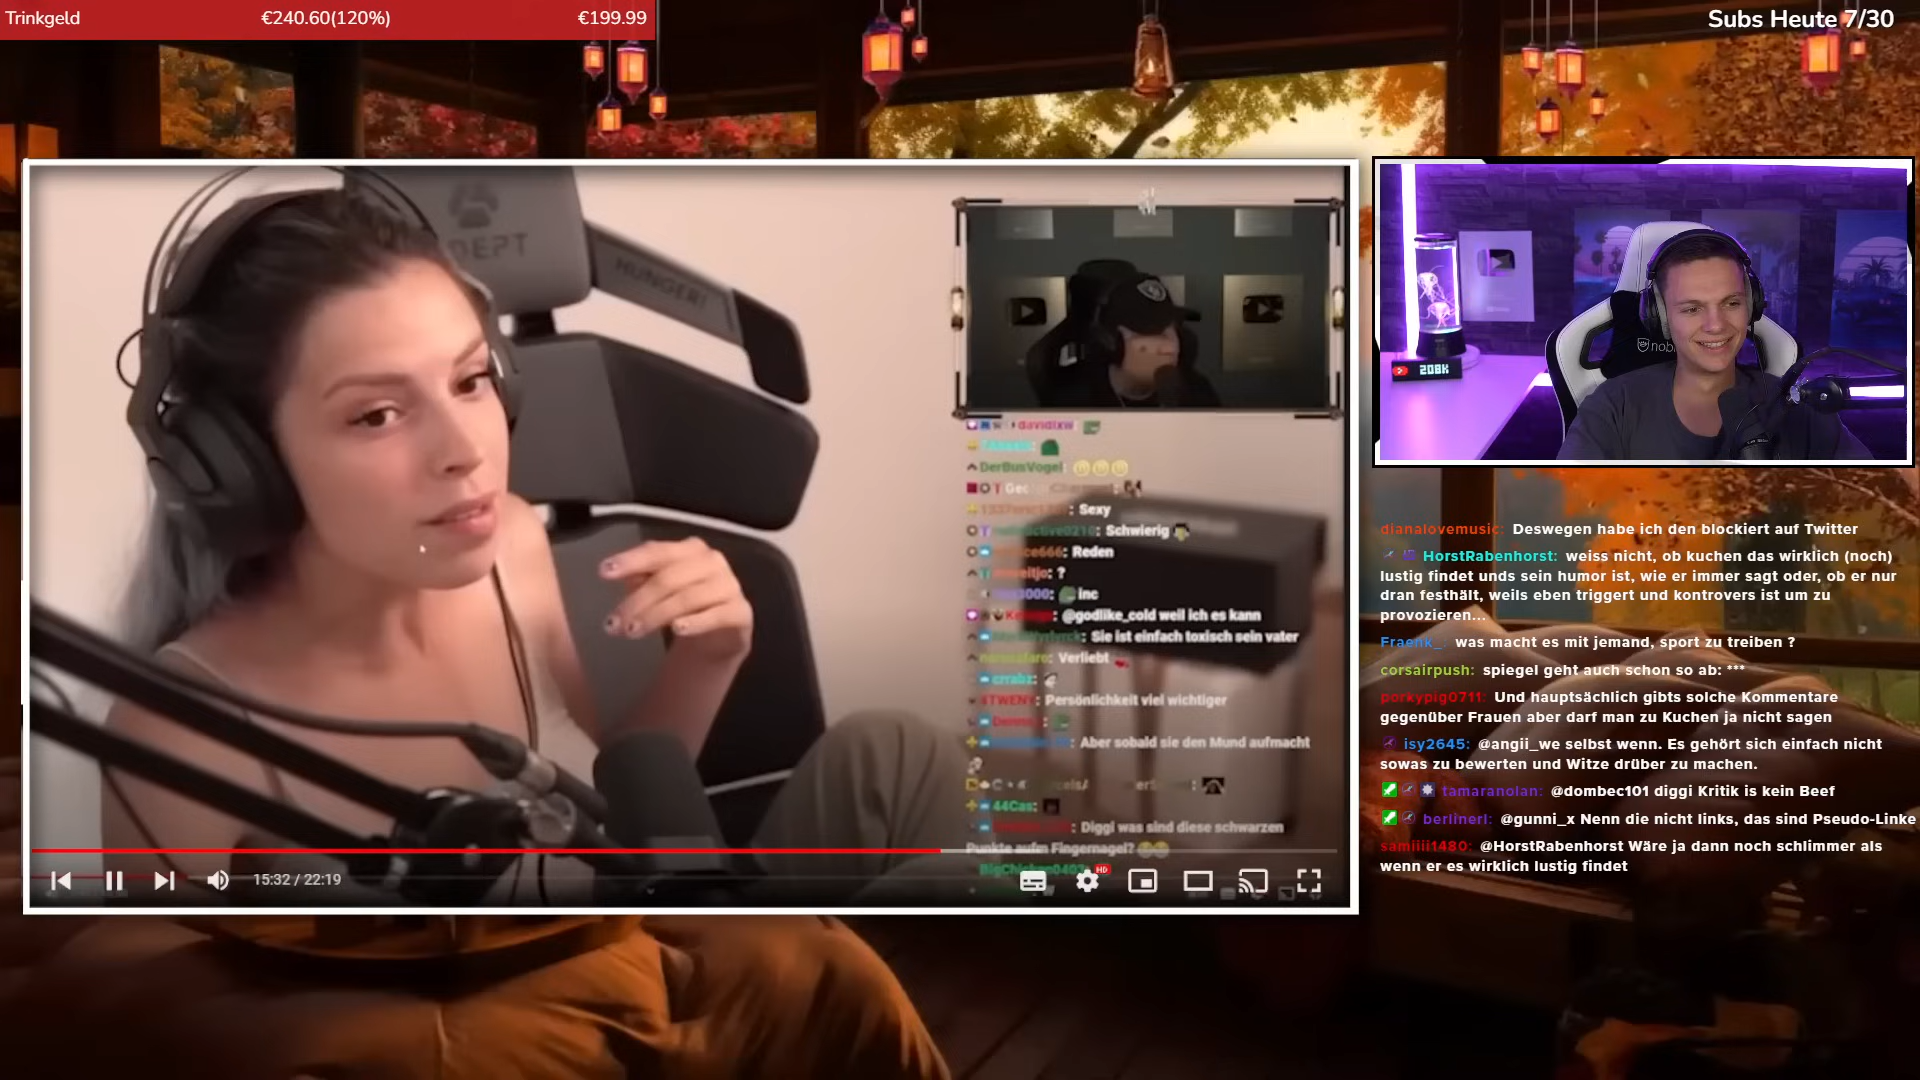 Trinkgeld €240.60(120%) €199.99
Subs Heute 7/30
DEPT
HUNGER!
davidlxw
DerBusVogel
: Sexy
: Schwierig
: Reden
: ?
inc
: @godlike_cold weil ich es kann
: Sie ist einfach toxisch sein vater
: Verliebt
crrabz:
4TWENY: Persönlichkeit viel wichtiger
: Aber sobald sie den Mund aufmacht
44Cas:
: Diggi was sind diese schwarzen
Punkte aufm Fingernagel?
15:32 / 22:19
HD
208K
dianalovemusic: Deswegen habe ich den blockiert auf Twitter
HorstRabenhorst: weiss nicht, ob kuchen das wirklich (noch)
lustig findet unds sein humor ist, wie er immer sagt oder, ob er nur
dran festhält, weils eben triggert und kontrovers ist um zu
provozieren...
Fraenk_: was macht es mit jemand, sport zu treiben ?
corsairpush: spiegel geht auch schon so ab: ***
porkypig0711: Und hauptsächlich gibts solche Kommentare
gegenüber Frauen aber darf man zu Kuchen ja nicht sagen
isy2645: @angii_we selbst wenn. Es gehört sich einfach nicht
sowas zu bewerten und Witze drüber zu machen.
tamaranolan: @dombec101 diggi Kritik is kein Beef
berlinerl: @gunni_x Nenn die nicht links, das sind Pseudo-Linke
samiiii1480: @HorstRabenhorst Wäre ja dann noch schlimmer als
wenn er es wirklich lustig findet